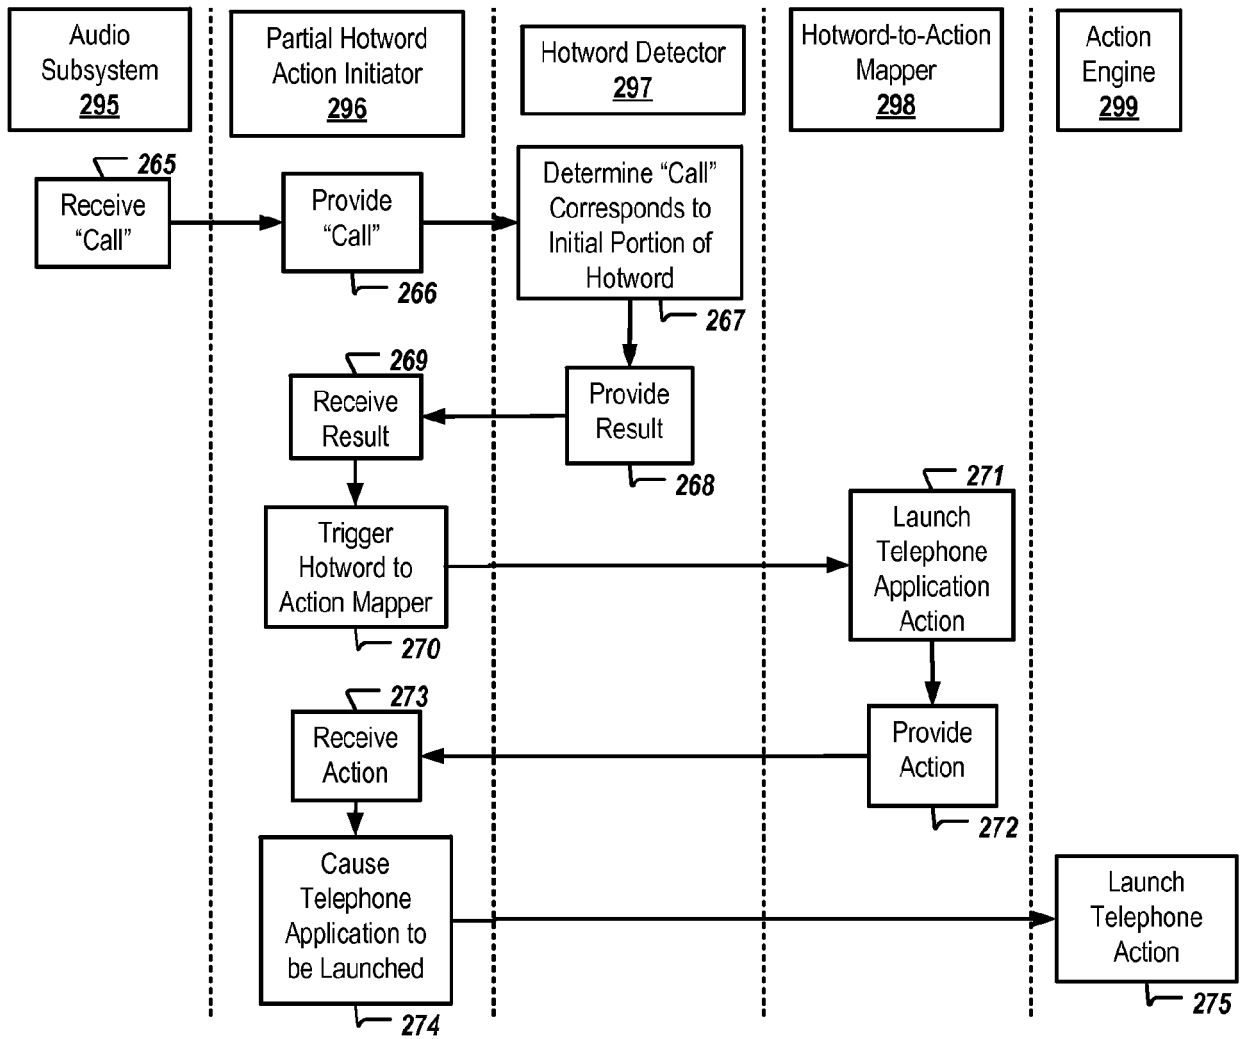 Audio
Subsystem
295
Partial Hotword
Action Initiator
296
Hotword Detector
297
Hotword-to-Action
Mapper
298
Action
Engine
299
265
Receive
“Call”
Provide
“Call”
266
Determine “Call”
Corresponds to
Initial Portion of
Hotword
267
269
Receive
Result
Provide
Result
268
Trigger
Hotword to
Action Mapper
270
271
Launch
Telephone
Application
Action
273
Receive
Action
Provide
Action
272
Cause
Telephone
Application to
be Launched
274
Launch
Telephone
Action
275